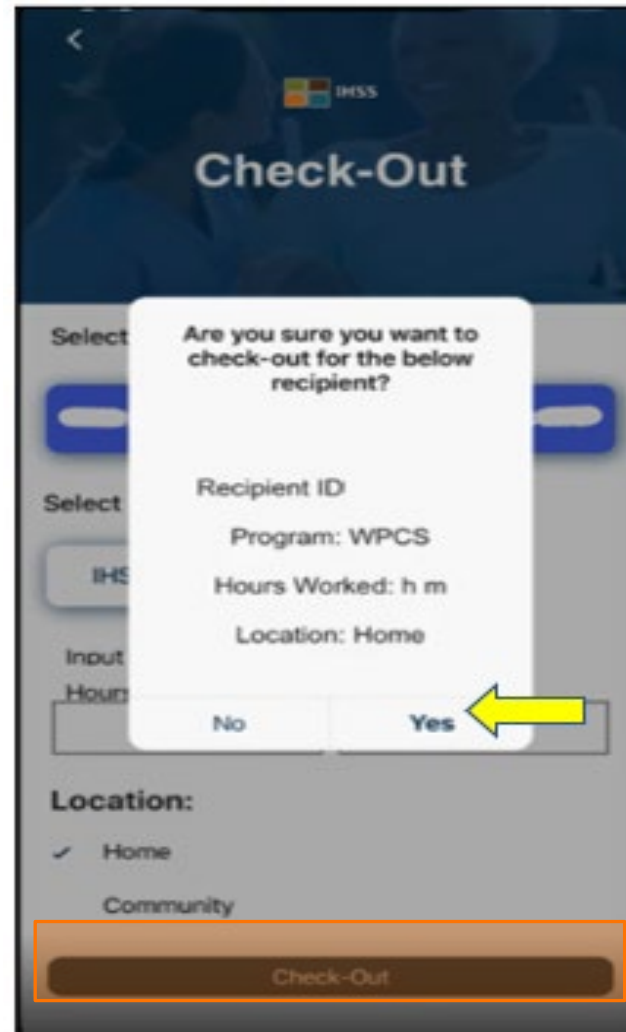 IHSS
Check-Out
Select
Are you sure you want to
check-out for the below
recipient?
Recipient ID
Program: WPCS
Hours Worked: h m
Location: Home
No
Yes
Select
IHS
Input
Hours
Location:
✓ Home
Community
Check-Out